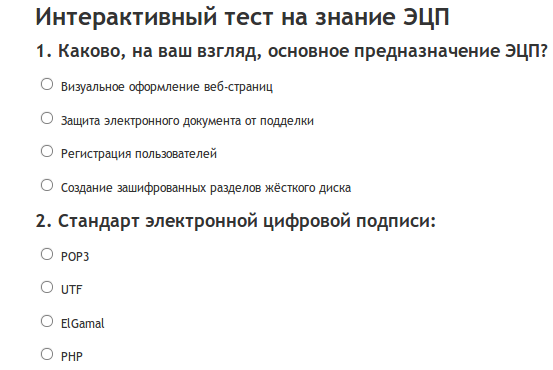 Интерактивный тест на знание ЭЦП
1. Каково, на ваш взгляд, основное предназначение ЭЦП?
Визуальное оформление веб-страниц
Защита электронного документа от подделки
Регистрация пользователей
Создание зашифрованных разделов жёсткого диска
2. Стандарт электронной цифровой подписи:
POP3
UTF
ElGamal
PHP